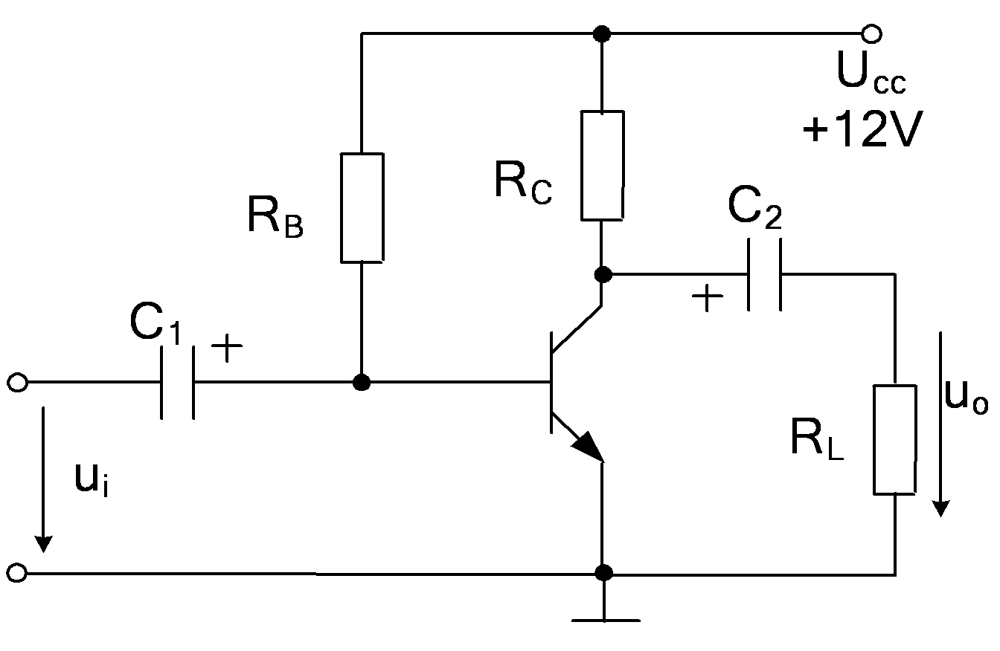 Ucc
+12V
RC
C2
RB
C1
+
+
uo
RL
ui